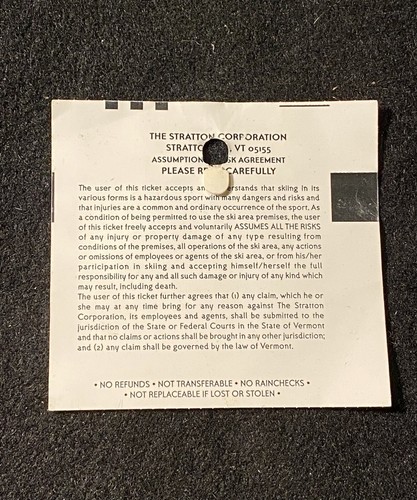 THE STRATTON CORPORATION
STRATTON, VT 05155
ASSUMPTION SK AGREEMENT
PLEASE RE CAREFULLY
The user of this ticket accepts an rstands that skiing in its
various forms is a hazardous sport with many dangers and risks and
that injuries are a common and ordinary occurrence of the sport. As
a condition of being permitted to use the ski area premises, the user
of this ticket freely accepts and voluntarily ASSUMES ALL THE RISKS
of any injury or property damage of any type resulting from
conditions of the premises, all operations of the ski area, any actions
or omissions of employees or agents of the ski area, or from his/her
participation in skiing and accepting himself/herself the full
responsibility for any and all such damage or injury of any kind which
may result, including death.
The user of this ticket further agrees that (1) any claim, which he or
she may at any time bring for any reason against The Stratton
Corporation, its employees and agents, shall be submitted to the
jurisdiction of the State or Federal Courts in the State of Vermont
and that no claims or actions shall be brought in any other jurisdiction;
and (2) any claim shall be governed by the law of Vermont.
• NO REFUNDS • NOT TRANSFERABLE • NO RAINCHECKS •
• NOT REPLACEABLE IF LOST OR STOLEN •